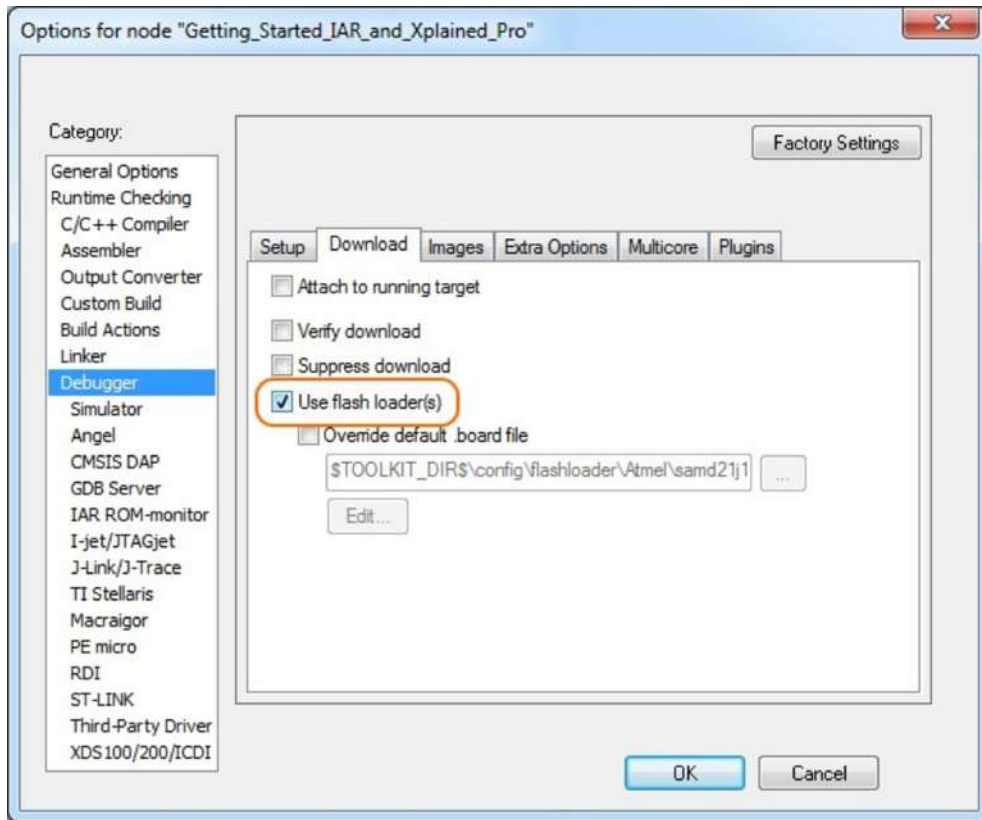 Options for node "Getting_Started_IAR_and_Xplained_Pro"
Category:
Factory Settings
General Options
Runtime Checking
C/C++ Compiler
Assembler
Output Converter
Custom Build
Build Actions
Linker
Debugger
Simulator
Angel
CMSIS DAP
GDB Server
IAR ROM-monitor
I-jet/JTAGjet
J-Link/J-Trace
TI Stellaris
Macraigor
PE micro
RDI
ST-LINK
Third-Party Driver
XDS100/200/ICDI
Setup Download Images Extra Options Multicore Plugins
Attach to running target
Verify download
Suppress download
Use flash loader(s)
Override default .board file
$TOOLKIT_DIR$\config\flashloader\Atmel\samd21j1 ...
Edit...
OK Cancel